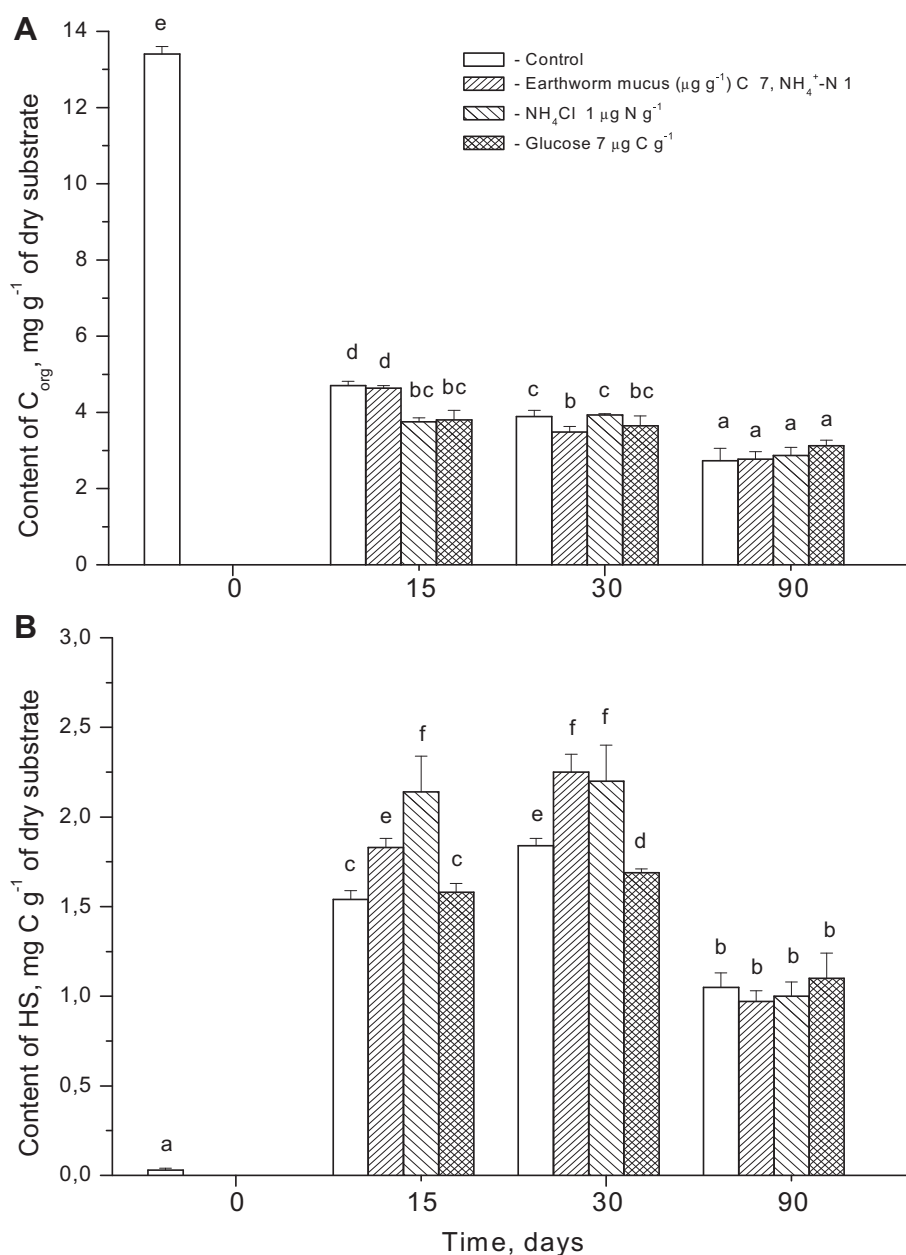 A
Content of C_org, mg g⁻¹ of dry substrate
14
12
10
8
6
4
2
0
- Control
- Earthworm mucus (µg g⁻¹) C 7, NH₄⁺-N 1
- NH₄Cl 1 µg N g⁻¹
- Glucose 7 µg C g⁻¹
e
d d bc bc
c b c bc
a a a a
0 15 30 90
B
Content of HS, mg C g⁻¹ of dry substrate
3,0
2,5
2,0
1,5
1,0
0,5
0,0
a
c e f c
e f f d
b b b b
0 15 30 90
Time, days